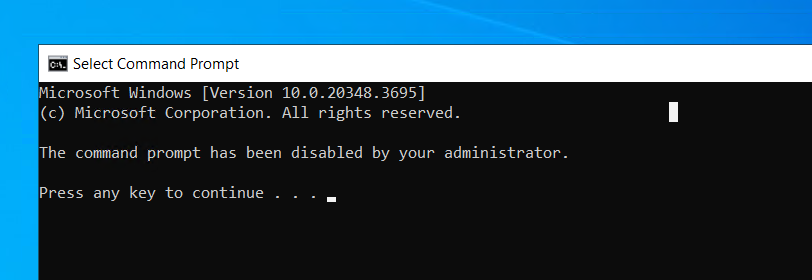 Select Command Prompt
Microsoft Windows [Version 10.0.20348.3695]
(c) Microsoft Corporation. All rights reserved.
The command prompt has been disabled by your administrator.
Press any key to continue . . .